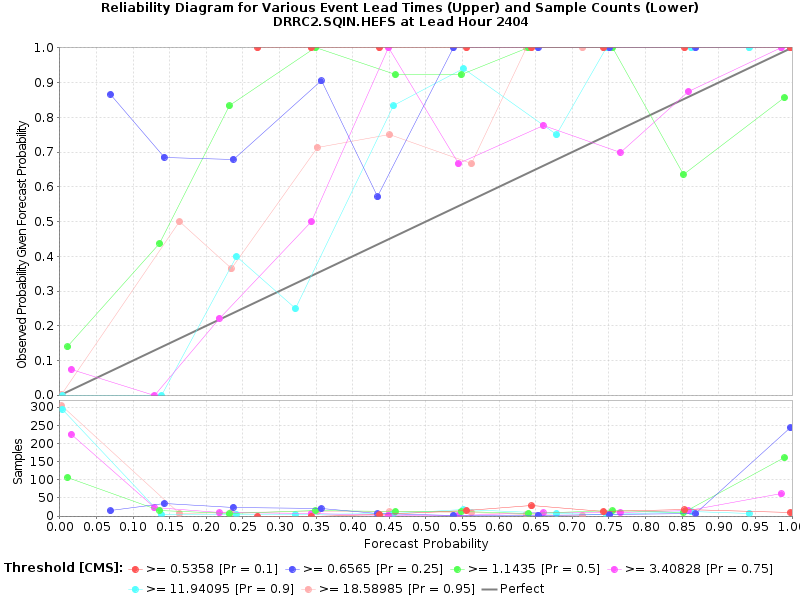 Reliability Diagram for Various Event Lead Times (Upper) and Sample Counts (Lower)
DRRC2.SQIN.HEFS at Lead Hour 2404
Observed Probability Given Forecast Probability
1.0
0.9
0.8
0.7
0.6
0.5
0.4
0.3
0.2
0.1
0.0
Samples
300
250
200
150
100
50
0
0.00 0.05 0.10 0.15 0.20 0.25 0.30 0.35 0.40 0.45 0.50 0.55 0.60 0.65 0.70 0.75 0.80 0.85 0.90 0.95 1.0
Forecast Probability
Threshold [CMS]: >= 0.5358 [Pr = 0.1] >= 0.6565 [Pr = 0.25] >= 1.1435 [Pr = 0.5] >= 3.40828 [Pr = 0.75]
>= 11.94095 [Pr = 0.9] >= 18.58985 [Pr = 0.95] Perfect